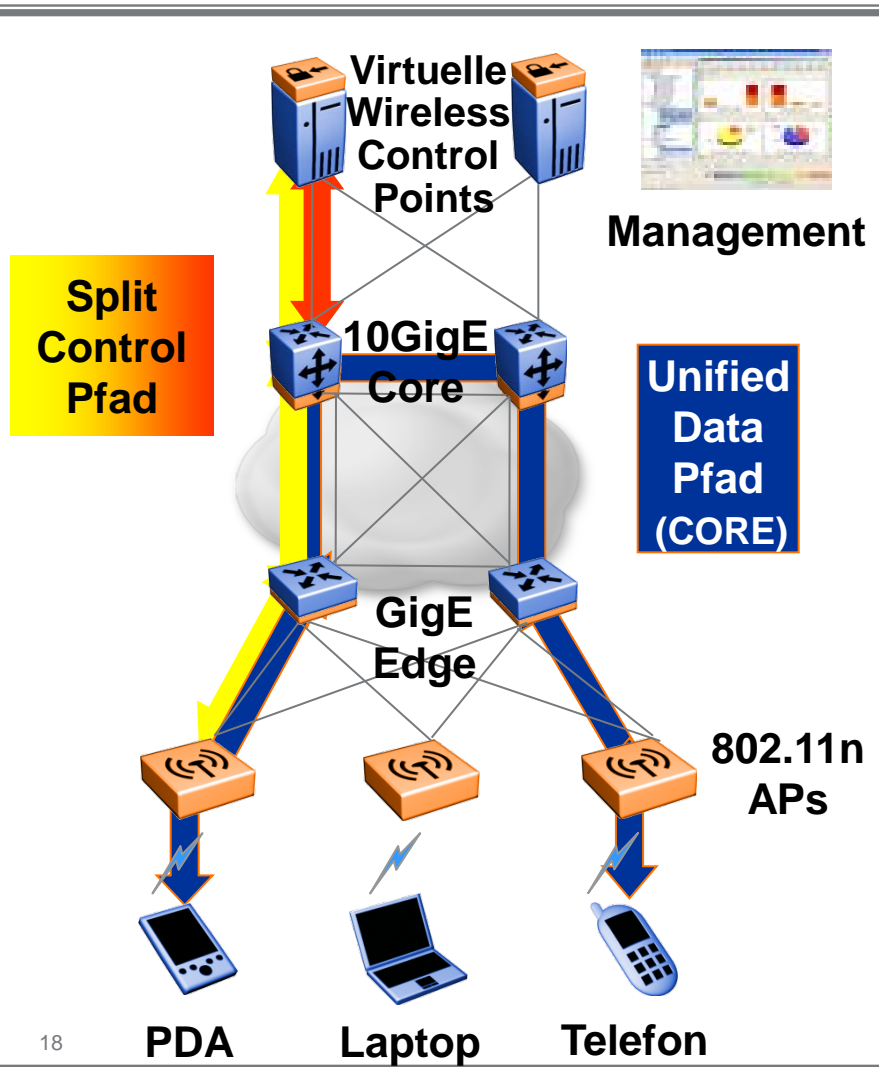 Virtuelle
Wireless
Control
Points
Management
Split
Control
Pfad
10GigE
Core
Unified
Data
Pfad
(CORE)
GigE
Edge
802.11n
APs
PDA
Laptop
Telefon
18